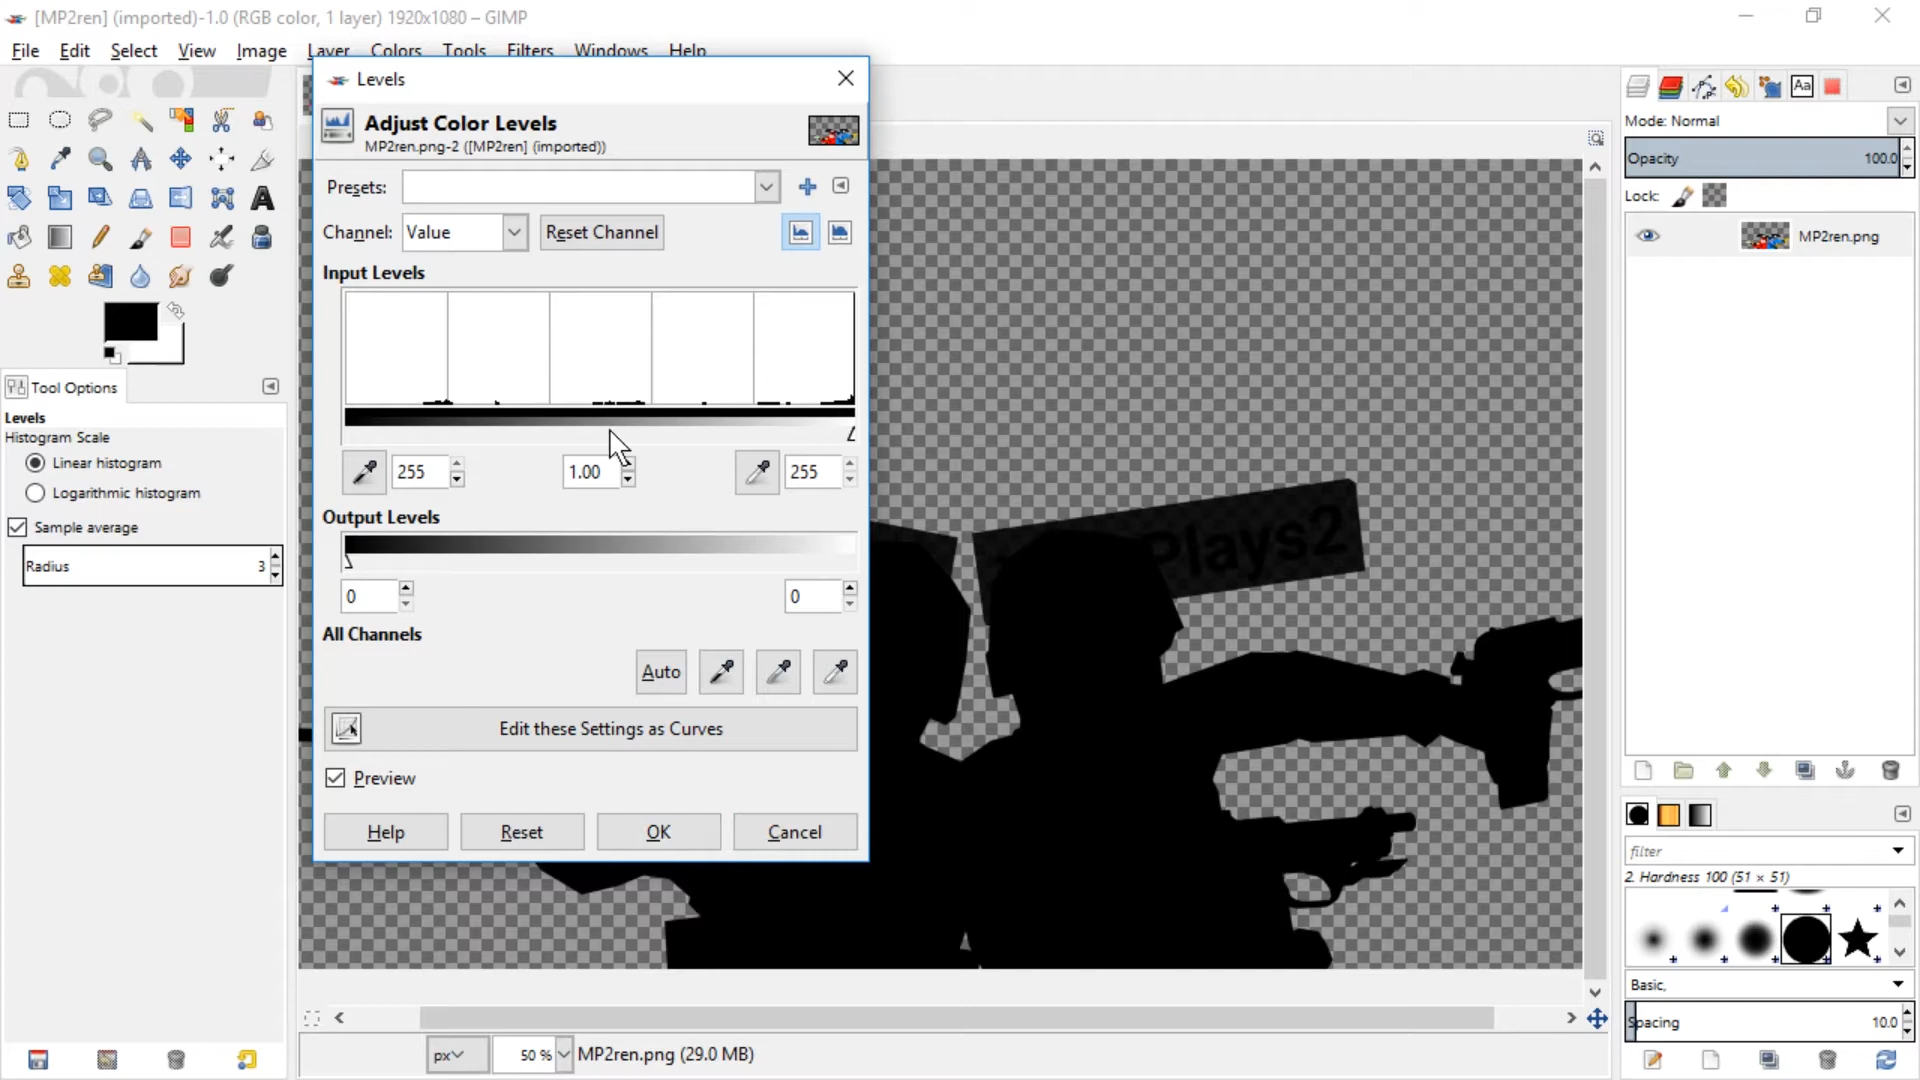 [MP2ren] (imported)-1.0 (RGB color, 1 layer) 1920x1080 – GIMP
File Edit Select View Image Layer Colors Tools Filters Windows Help
Levels
Adjust Color Levels
MP2ren.png-2 ([MP2ren] (imported))
Presets:
Channel: Value Reset Channel
Input Levels
255 1.00 255
Output Levels
0 0
All Channels
Auto
Edit these Settings as Curves
Preview
Help Reset OK Cancel
Tool Options
Levels
Histogram Scale
Linear histogram
Logarithmic histogram
Sample average
Radius 3
Plays2
px 50 % MP2ren.png (29.0 MB)
Aa
Mode: Normal
Opacity 100.0
Lock:
MP2ren.png
filter
2. Hardness 100 (51 × 51)
Basic,
Spacing 10.0